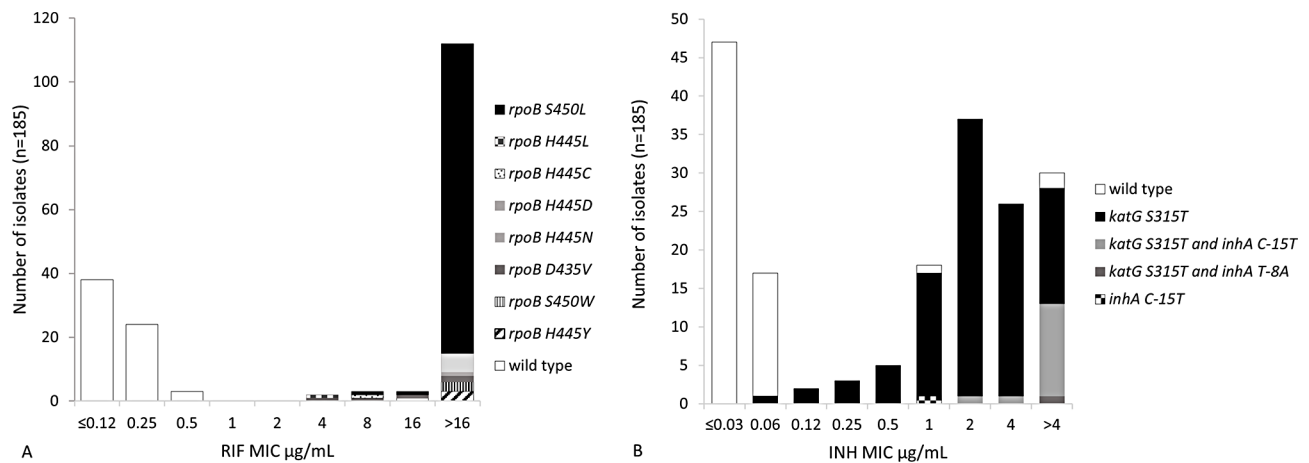 120
100
80
60
40
20
0
Number of isolates (n=185)
≤0.12 0.25 0.5 1 2 4 8 16 >16
RIF MIC µg/mL
A
rpoB S450L
rpoB H445L
rpoB H445C
rpoB H445D
rpoB H445N
rpoB D435V
rpoB S450W
rpoB H445Y
wild type
50
45
40
35
30
25
20
15
10
5
0
Number of isolates (n=185)
≤0.03 0.06 0.12 0.25 0.5 1 2 4 >4
INH MIC µg/mL
B
wild type
katG S315T
katG S315T and inhA C-15T
katG S315T and inhA T-8A
inhA C-15T